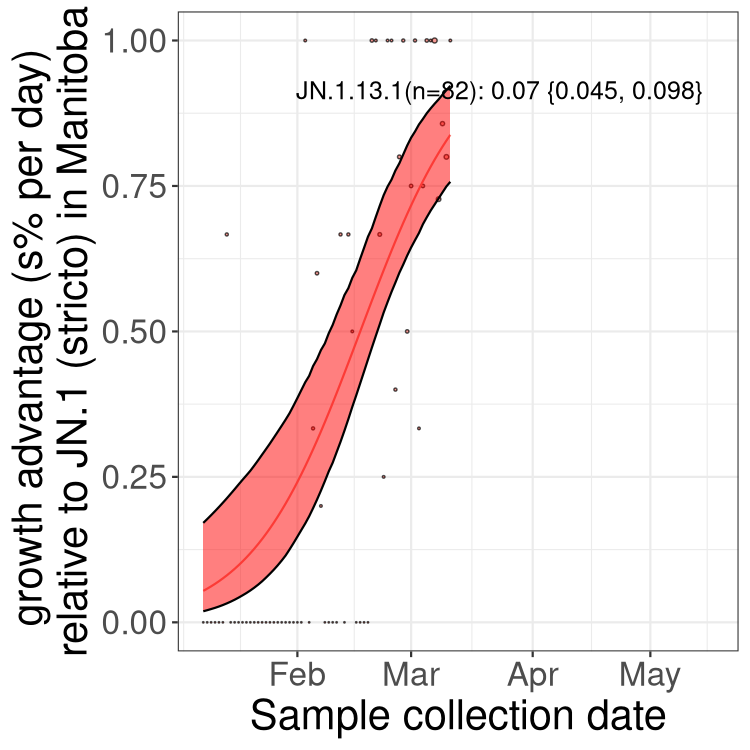 growth advantage (s% per day)
relative to JN.1 (stricto) in Manitoba
1.00
0.75
0.50
0.25
0.00
JN.1.13.1(n=82): 0.07 {0.045, 0.098}
Feb Mar Apr May
Sample collection date